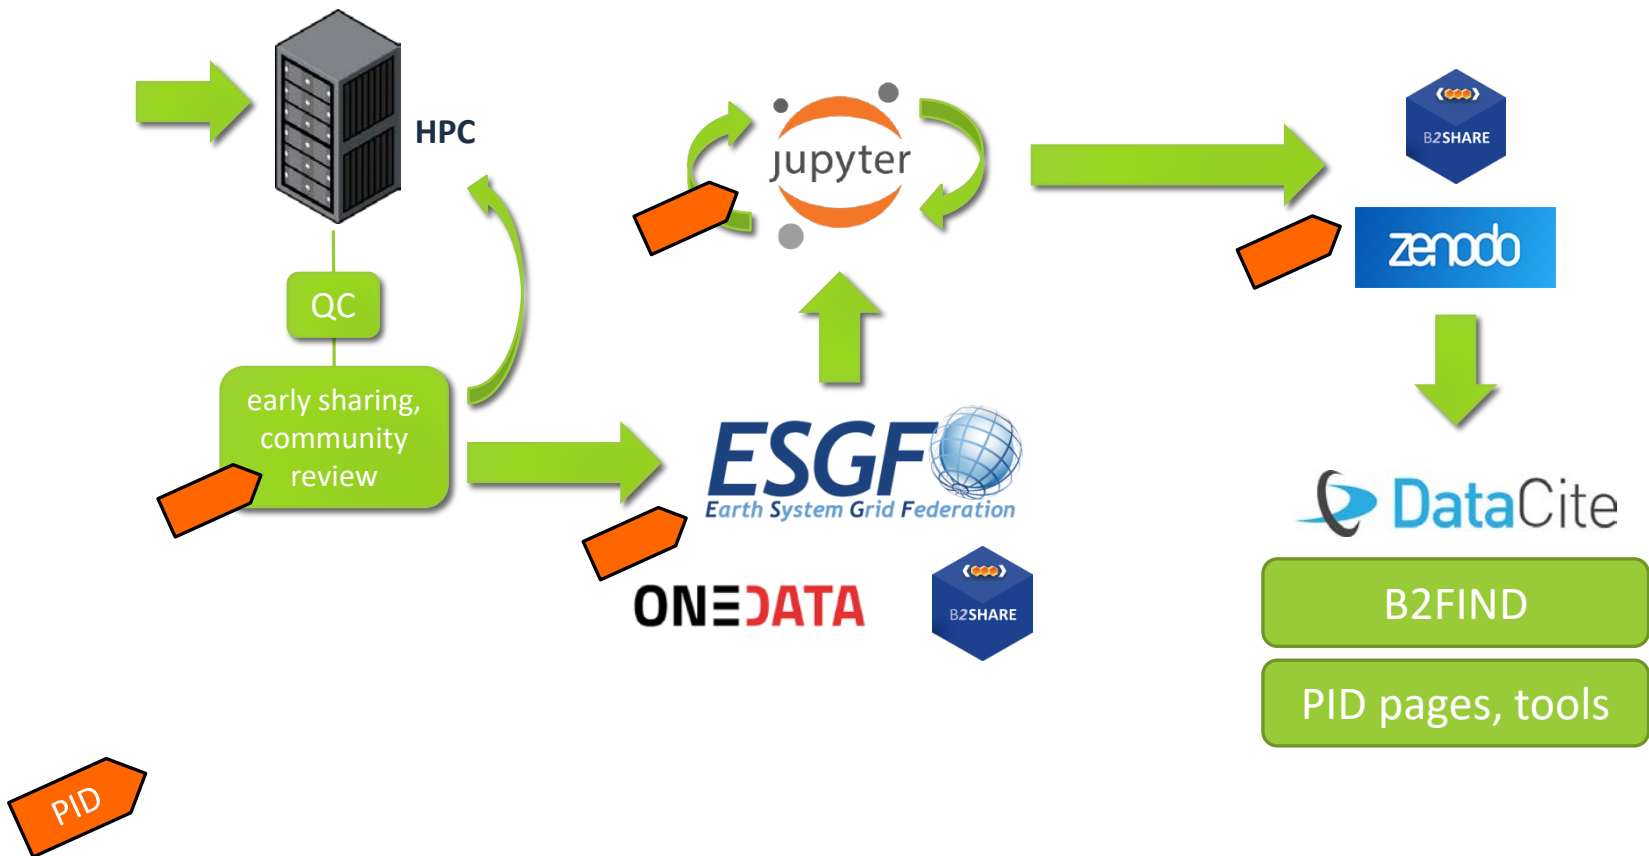 HPC
QC
early sharing,
community
review
jupyter
B2SHARE
zenodo
ESGF
Earth System Grid Federation
ONEDATA
B2SHARE
DataCite
B2FIND
PID pages, tools
PID